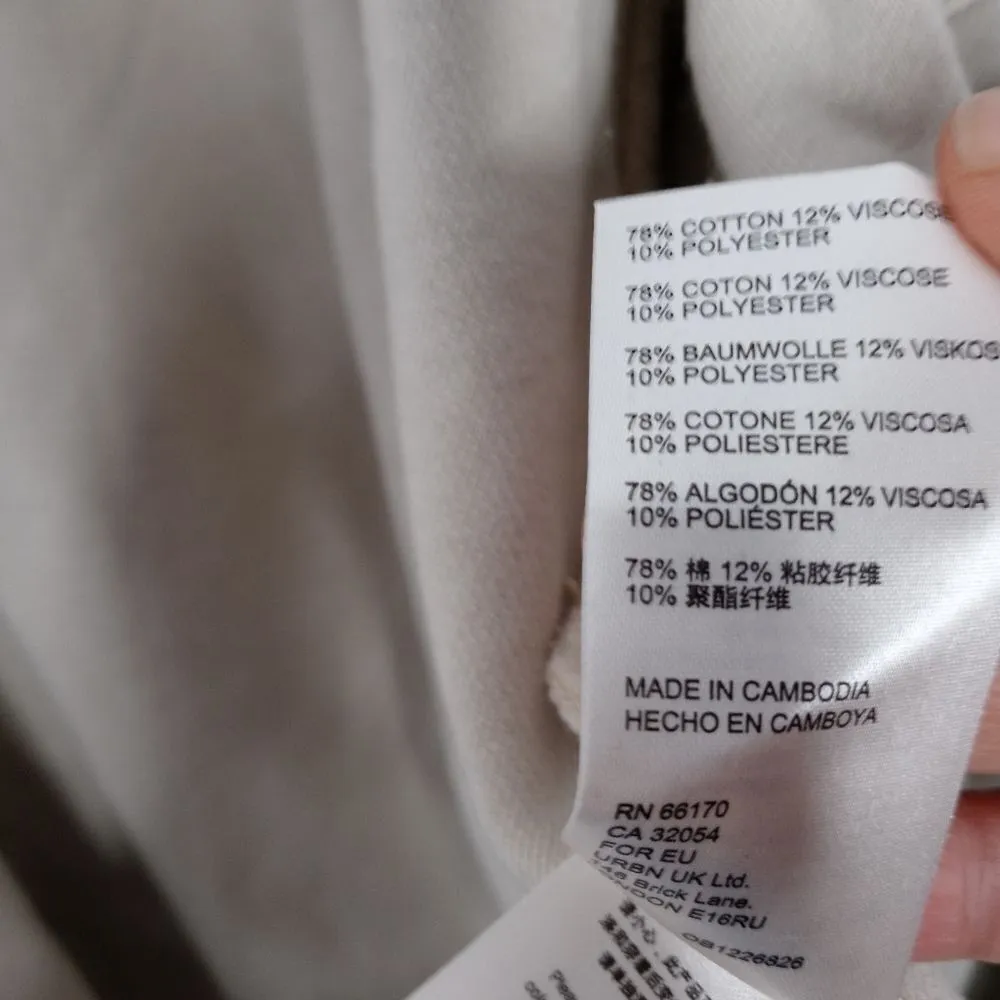 78% COTTON 12% VISCOSE
10% POLYESTER
78% COTON 12% VISCOSE
10% POLYESTER
78% BAUMWOLLE 12% VISKOS
10% POLYESTER
78% COTONE 12% VISCOSA
10% POLIESTERE
78% ALGODÓN 12% VISCOSA
10% POLIÉSTER
78% 棉 12% 粘胶纤维
10% 聚酯纤维
MADE IN CAMBODIA
HECHO EN CAMBOYA
RN 66170
CA 32054
FOR EU
URBN UK Ltd.
Brick Lane.
E16RU
OB1226826